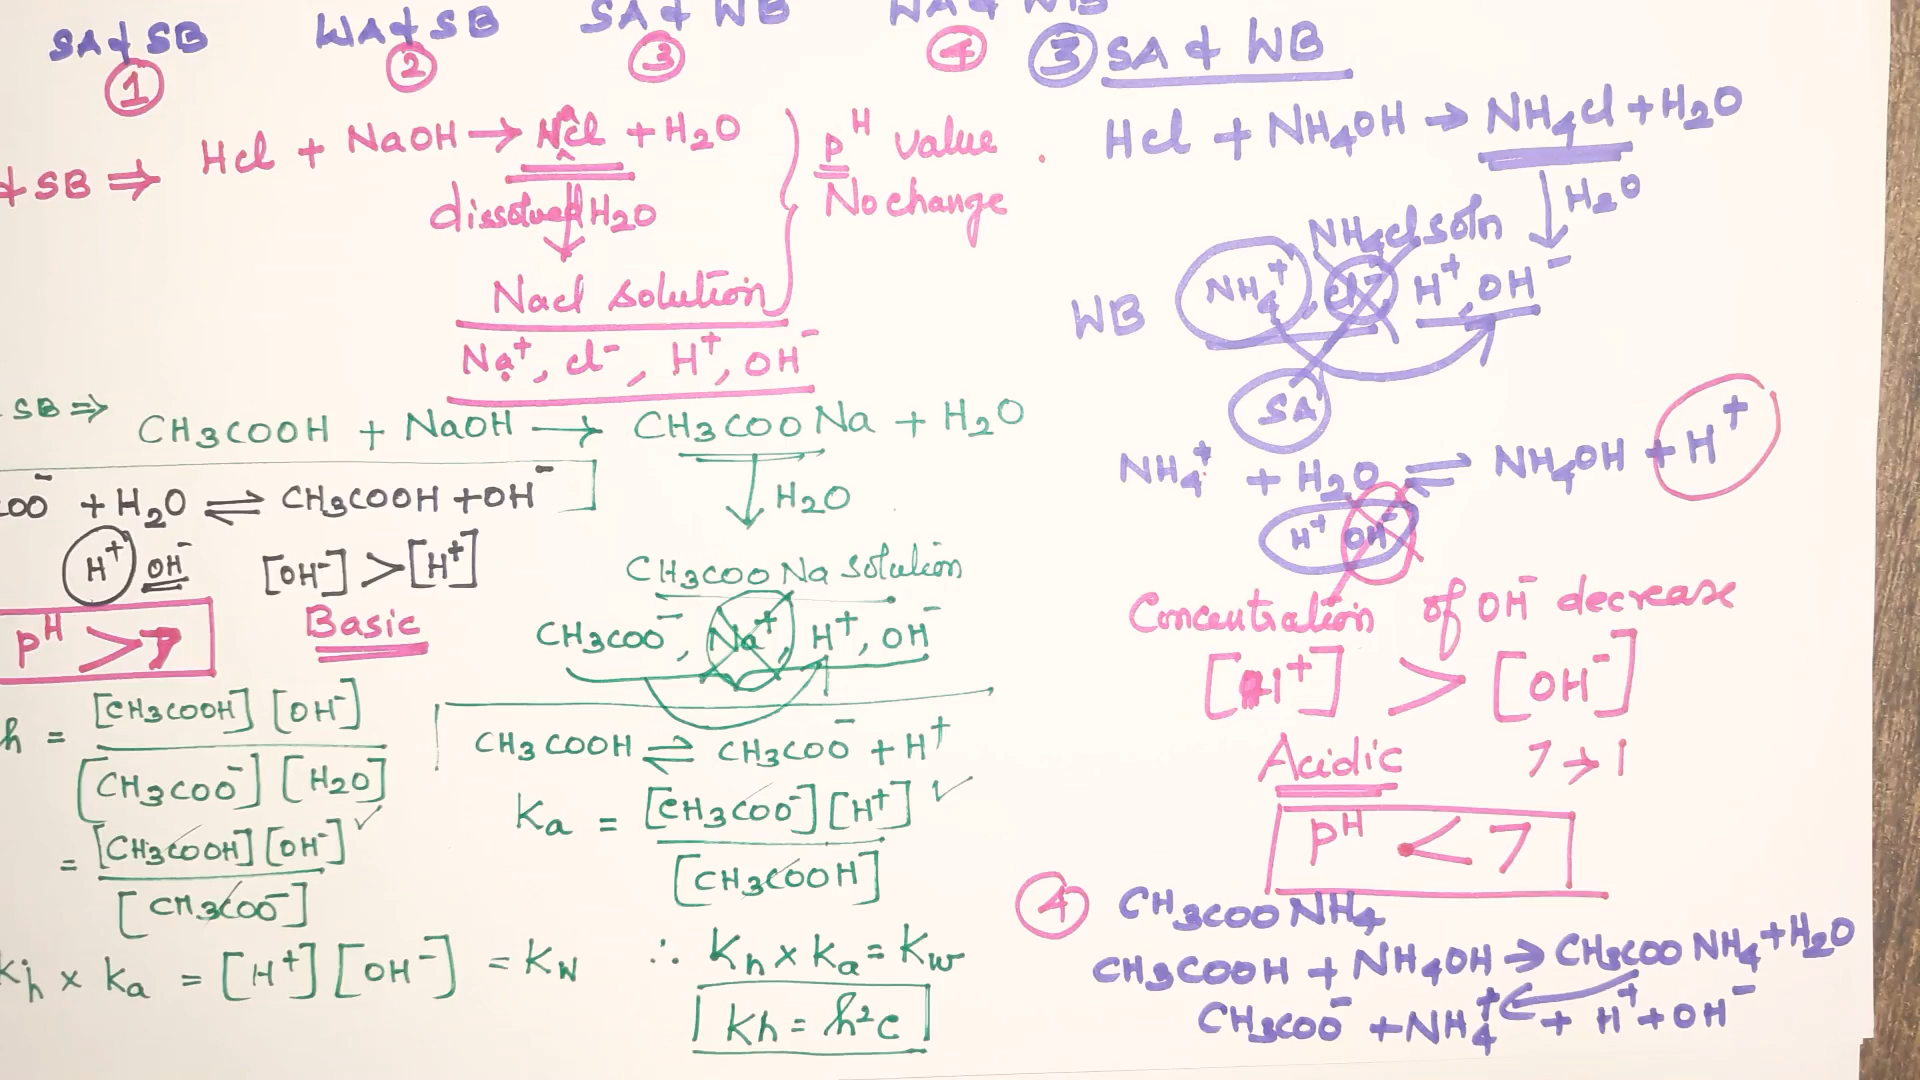 SA & SB
WA & SB
SA & WB
WA & WB
1
2
3
4
& SB ⇒ HCl + NaOH → NaCl + H2O
dissolved H2O
NaCl solution
Na+, Cl-, H+, OH-
pH value
No change
SB ⇒
CH3COOH + NaOH → CH3COONa + H2O
H2O
COO- + H2O ⇌ CH3COOH + OH-
H+ OH-
[OH-] > [H+]
pH > 7
Basic
CH3COONa solution
CH3COO-, Na+, H+, OH-
h = [CH3COOH] [OH-]
[CH3COO-] [H2O]
= [CH3COOH] [OH-]
[CH3COO-]
CH3COOH ⇌ CH3COO- + H+
Ka = [CH3COO-] [H+]
[CH3COOH]
Kh x Ka = [H+] [OH-] = Kw
∴ Kh x Ka = Kw
Kh = h²c
3 SA & WB
HCl + NH4OH → NH4Cl + H2O
H2O
NH4Cl soln
WB NH4+, Cl-, H+, OH-
SA
NH4+ + H2O ⇌ NH4OH + H+
H+ OH-
Concentration of OH- decrease
[H+] > [OH-]
Acidic 7 → 1
pH < 7
4 CH3COONH4
CH3COOH + NH4OH → CH3COONH4 + H2O
CH3COO- + NH4+ + H+ + OH-